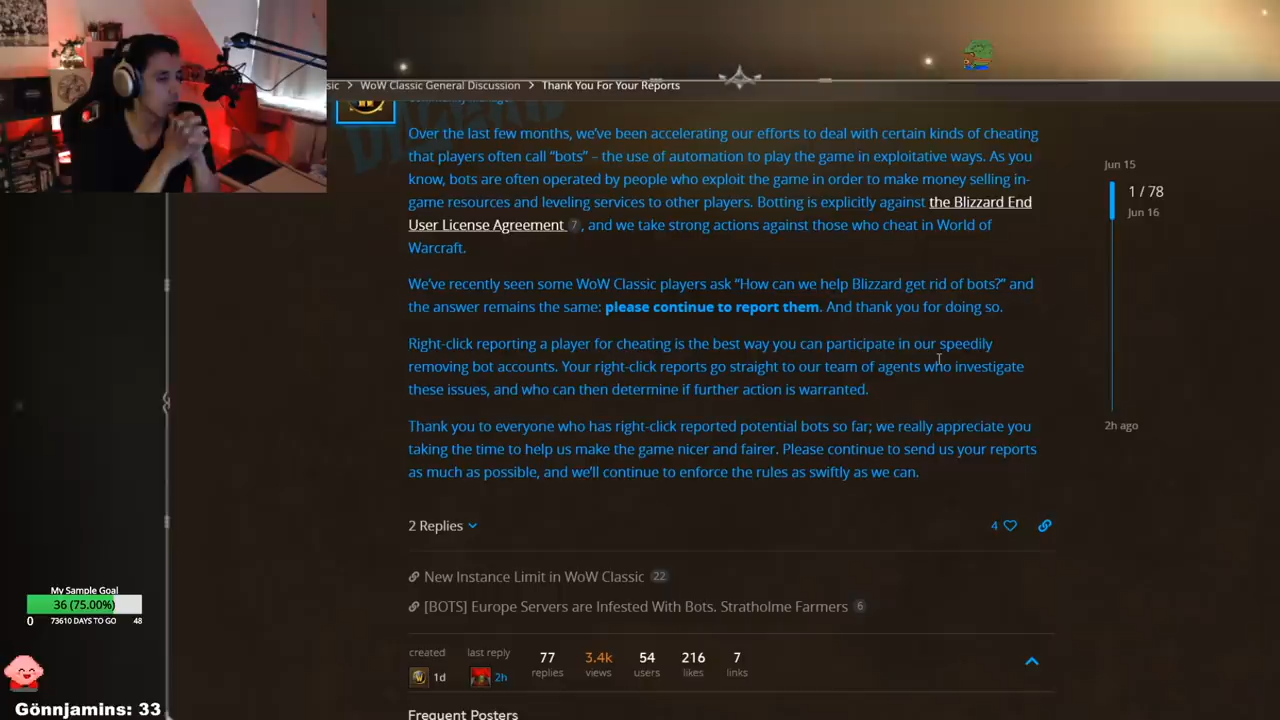 sic > WoW Classic General Discussion > Thank You For Your Reports
Over the last few months, we've been accelerating our efforts to deal with certain kinds of cheating
that players often call “bots” – the use of automation to play the game in exploitative ways. As you
know, bots are often operated by people who exploit the game in order to make money selling in-
game resources and leveling services to other players. Botting is explicitly against the Blizzard End
User License Agreement 7, and we take strong actions against those who cheat in World of
Warcraft.
We've recently seen some WoW Classic players ask “How can we help Blizzard get rid of bots?” and
the answer remains the same: please continue to report them. And thank you for doing so.
Right-click reporting a player for cheating is the best way you can participate in our speedily
removing bot accounts. Your right-click reports go straight to our team of agents who investigate
these issues, and who can then determine if further action is warranted.
Thank you to everyone who has right-click reported potential bots so far; we really appreciate you
taking the time to help us make the game nicer and fairer. Please continue to send us your reports
as much as possible, and we'll continue to enforce the rules as swiftly as we can.
Jun 15
1 / 78
Jun 16
2h ago
2 Replies
4
New Instance Limit in WoW Classic 22
[BOTS] Europe Servers are Infested With Bots. Stratholme Farmers 6
created last reply 77 3.4k 54 216 7
1d 2h replies views users likes links
Frequent Posters
My Sample Goal
36 (75.00%)
0 73610 DAYS TO GO 48
Gönnjamins: 33